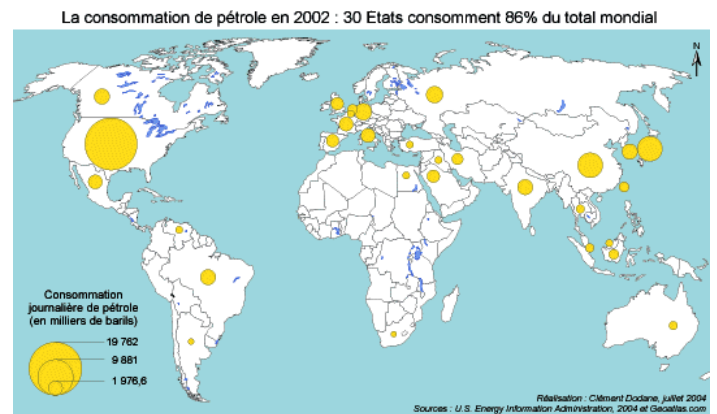 La consommation de pétrole en 2002 : 30 Etats consomment 86% du total mondial
N
Consommation
journalière de pétrole
(en milliers de barils)
19 762
9 881
1 976,6
Réalisation : Clément Dodane, juillet 2004
Sources : U.S. Energy Information Administration, 2004 et Geoatlas.com